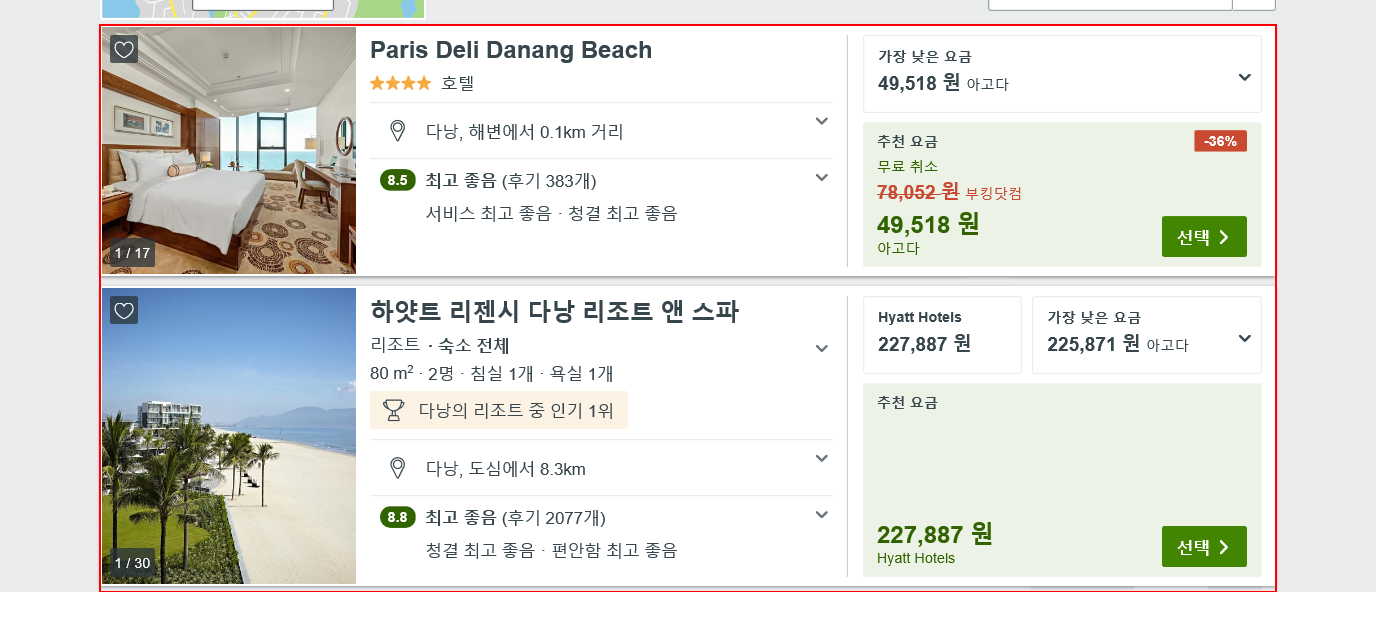 Paris Deli Danang Beach
호텔
다낭, 해변에서 0.1km 거리
8.5 최고 좋음 (후기 383개)
서비스 최고 좋음 · 청결 최고 좋음
1 / 17
가장 낮은 요금
49,518 원 아고다
추천 요금
-36%
무료 취소
78,052 원 부킹닷컴
49,518 원
아고다
선택
하얏트 리젠시 다낭 리조트 앤 스파
리조트 · 숙소 전체
80 m² · 2명 · 침실 1개 · 욕실 1개
다낭의 리조트 중 인기 1위
다낭, 도심에서 8.3km
8.8 최고 좋음 (후기 2077개)
청결 최고 좋음 · 편안함 최고 좋음
1 / 30
Hyatt Hotels
227,887 원
가장 낮은 요금
225,871 원 아고다
추천 요금
227,887 원
Hyatt Hotels
선택